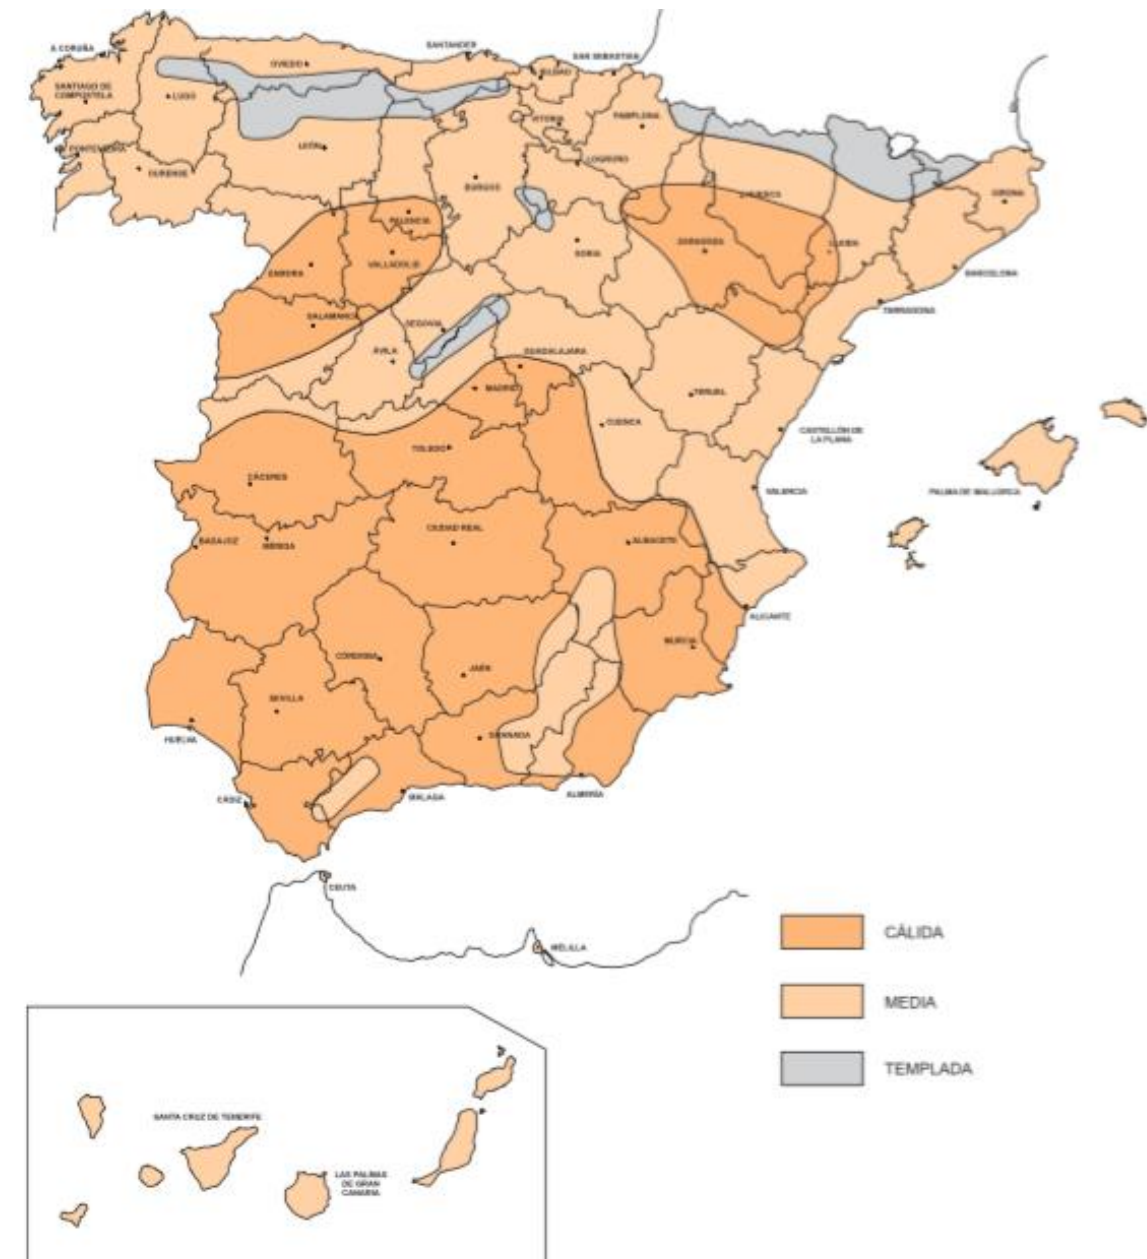 A CORUÑA
SANTANDER
SAN SEBASTIAN
OVIEDO
BILBAO
SANTIAGO DE
COMPOSTELA
LUGO
VITORIA
PAMPLONA
PONTEVEDRA
LEÓN
LOGROÑO
OURENSE
BURGOS
HUESCA
GIRONA
PALENCIA
ZARAGOZA
LLEIDA
SORIA
ZAMORA
VALLADOLID
BARCELONA
SALAMANCA
TARRAGONA
SEGOVIA
ÁVILA
GUADALAJARA
MADRID
TERUEL
CUENCA
CASTELLÓN DE
LA PLANA
TOLEDO
CÁCERES
VALENCIA
PALMA DE MALLORCA
CIUDAD REAL
BADAJOZ
MERIDA
ALBACETE
ALICANTE
MURCIA
CÓRDOBA
JAÉN
SEVILLA
HUELVA
GRANADA
CÁDIZ
MÁLAGA
ALMERÍA
CEUTA
MELILLA
CÁLIDA
MEDIA
TEMPLADA
SANTA CRUZ DE TENERIFE
LAS PALMAS
DE GRAN
CANARIA